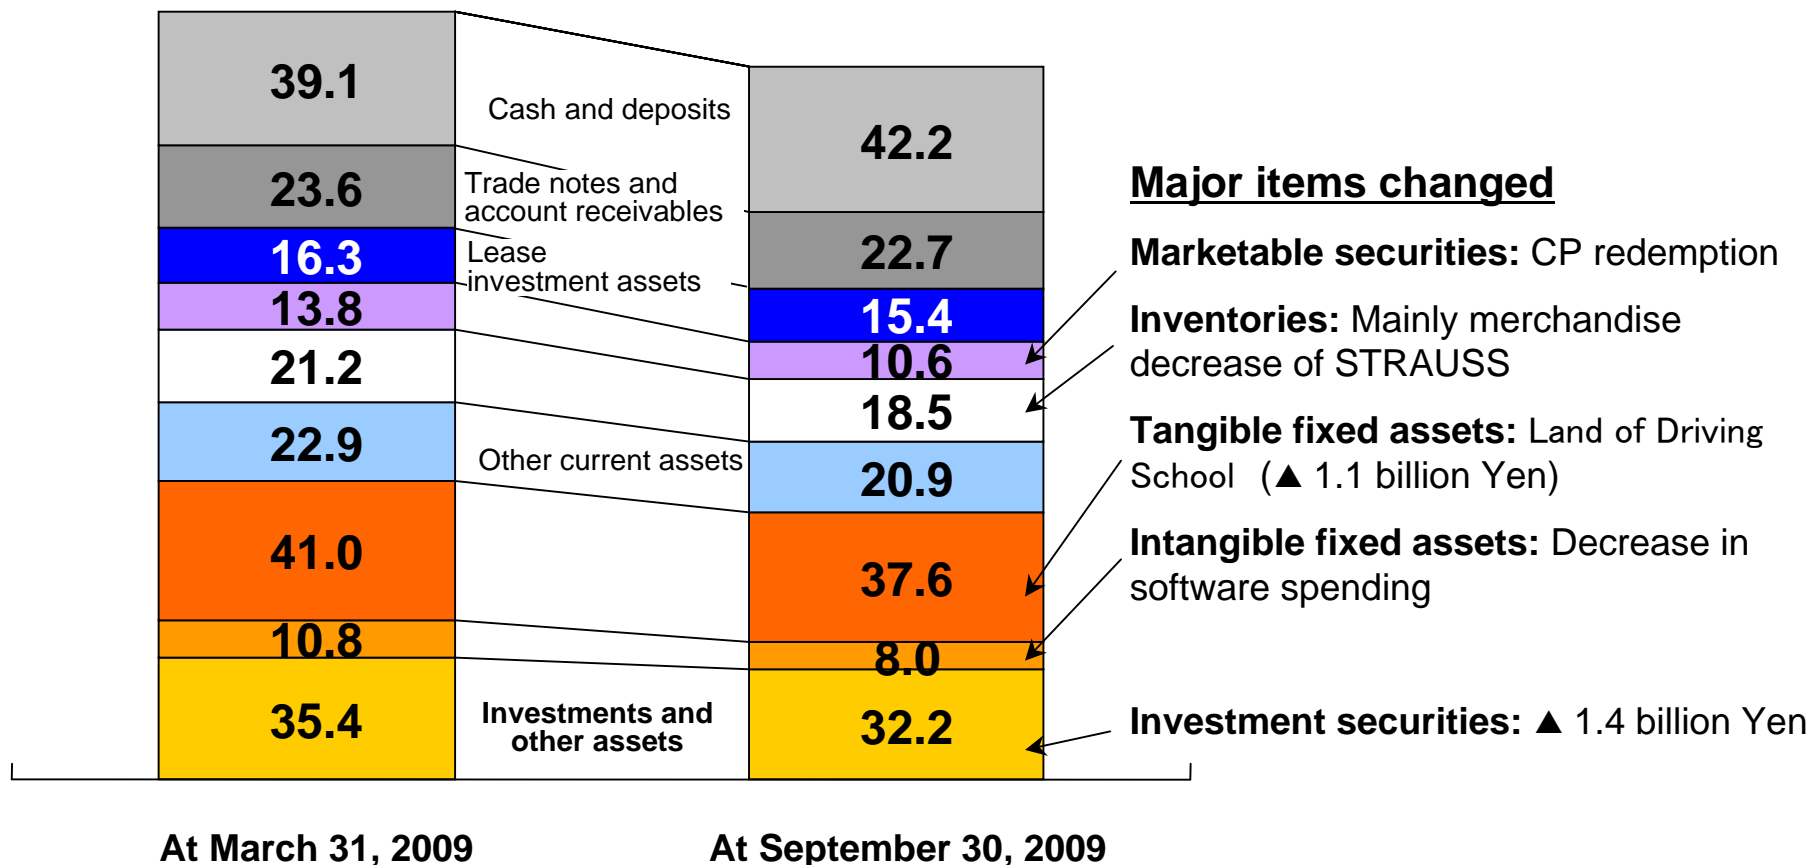 39.1
23.6
16.3
13.8
21.2
22.9
41.0
10.8
35.4
Cash and deposits
Trade notes and
account receivables
Lease
investment assets
Other current assets
Investments and
other assets
42.2
22.7
15.4
10.6
18.5
20.9
37.6
8.0
32.2
Major items changed
Marketable securities: CP redemption
Inventories: Mainly merchandise
decrease of STRAUSS
Tangible fixed assets: Land of Driving
School (▲ 1.1 billion Yen)
Intangible fixed assets: Decrease in
software spending
Investment securities: ▲ 1.4 billion Yen
At March 31, 2009
At September 30, 2009